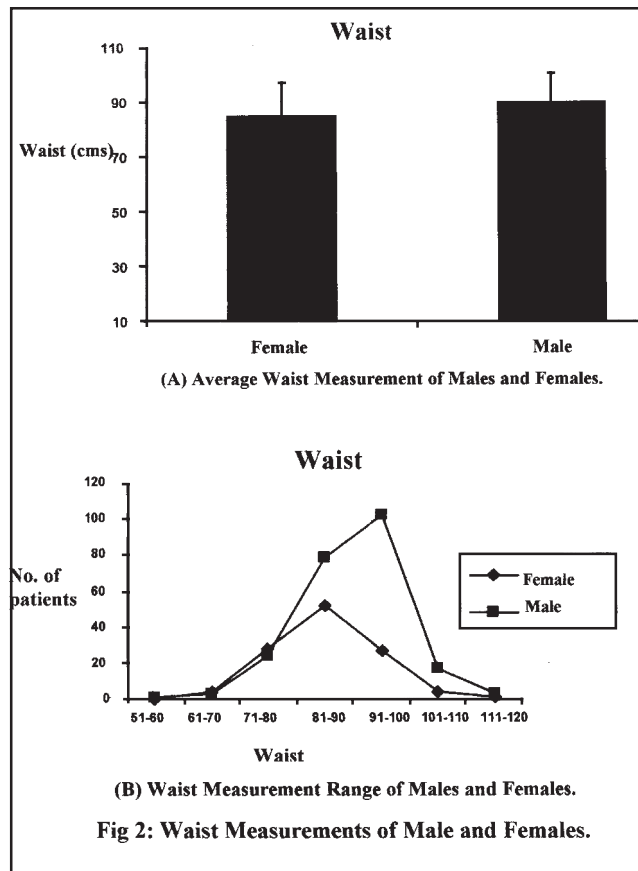 Waist
110
90
Waist (cms)
70
50
30
10
Female Male
(A) Average Waist Measurement of Males and Females.
Waist
120
100
80
No. of
patients
60
40
20
0
Female
Male
51-60 61-70 71-80 81-90 91-100 101-110 111-120
Waist
(B) Waist Measurement Range of Males and Females.
Fig 2: Waist Measurements of Male and Females.